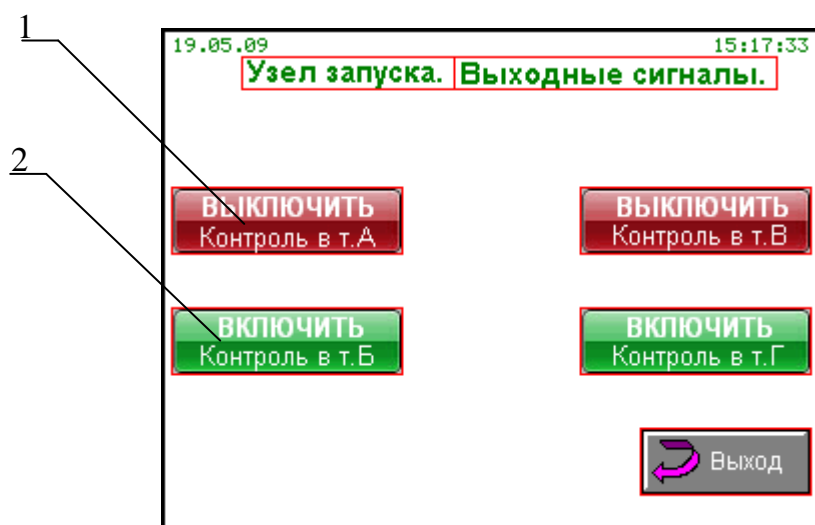 1
19.05.09 15:17:33
Узел запуска. Выходные сигналы.
2
ВЫКЛЮЧИТЬ ВЫКЛЮЧИТЬ
Контроль в т.А Контроль в т.В
ВКЛЮЧИТЬ ВКЛЮЧИТЬ
Контроль в т.Б Контроль в т.Г
Выход